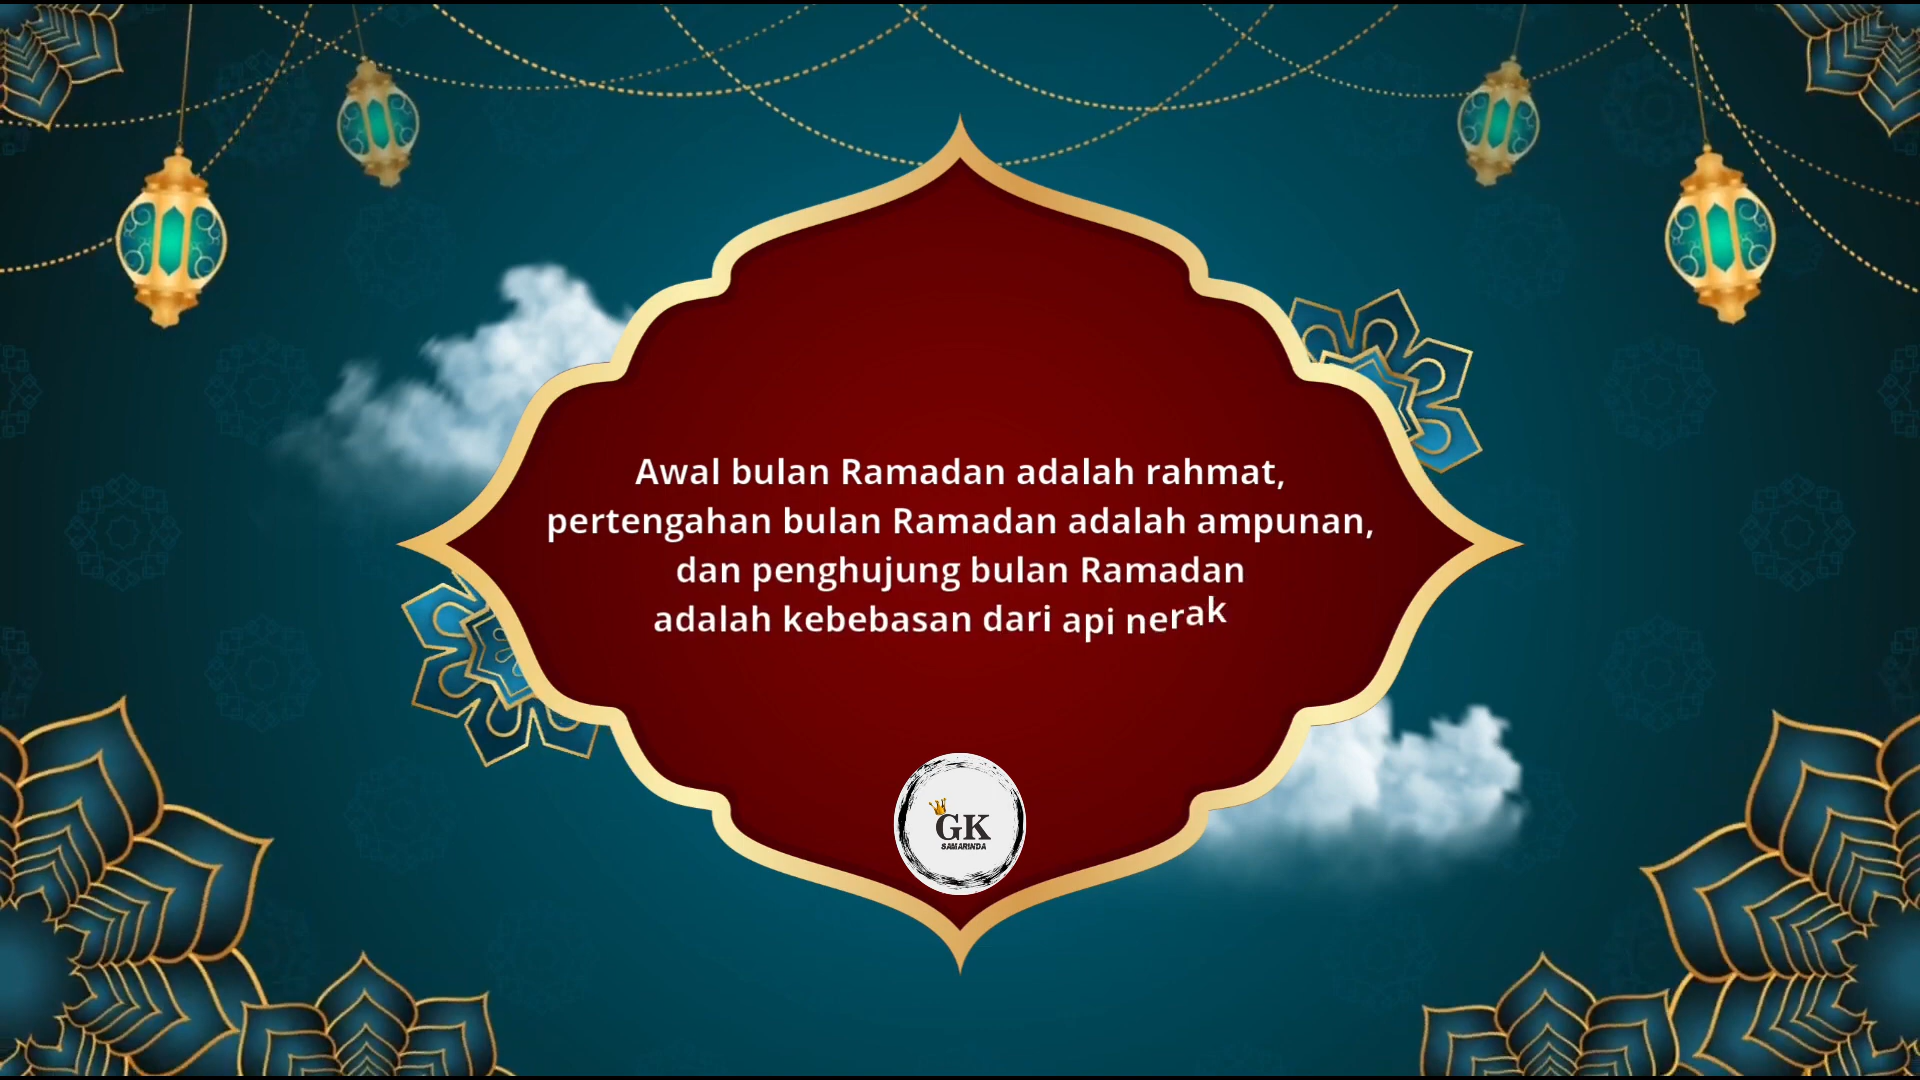 Awal bulan Ramadan adalah rahmat,
pertengahan bulan Ramadan adalah ampunan,
dan penghujung bulan Ramadan
adalah kebebasan dari api nerak
GK
SAMARINDA